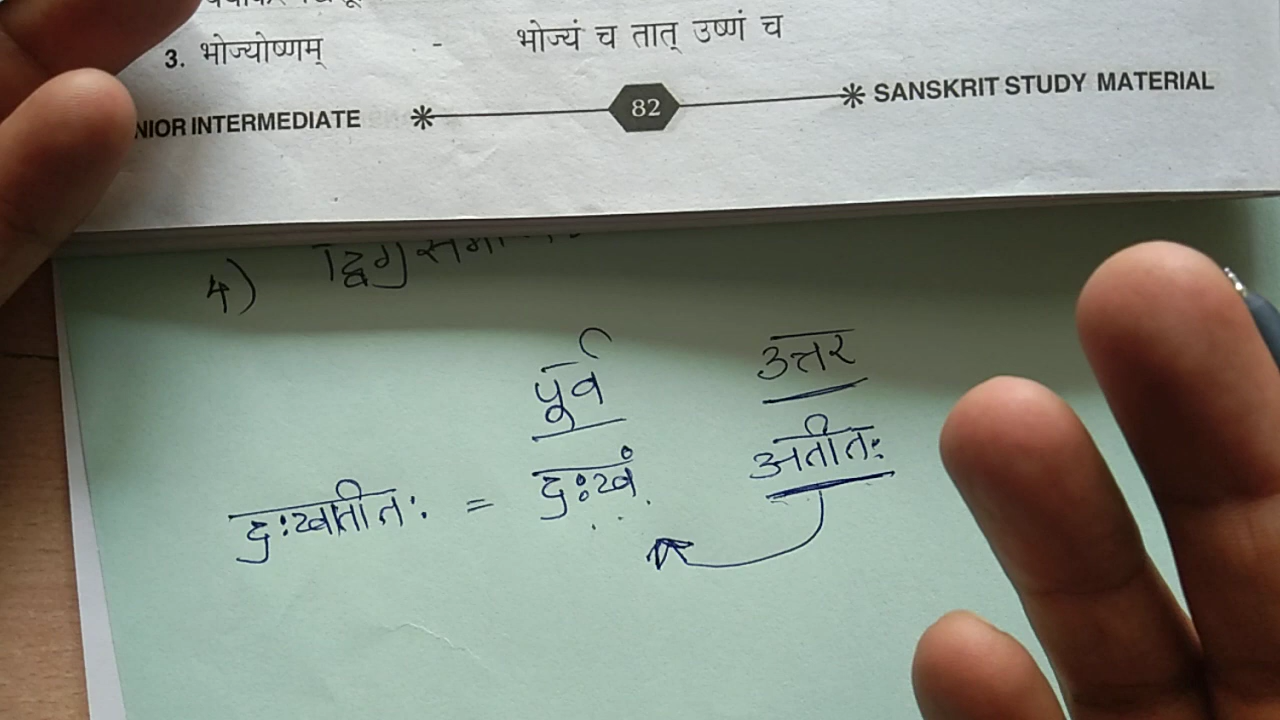 3. भोज्योष्णम् - भोज्यं च तात् उष्णं च
NIOR INTERMEDIATE 82 SANSKRIT STUDY MATERIAL
4) द्विगु
पूर्व उत्तर
दुःखातीतः = दुःखं अतीतः